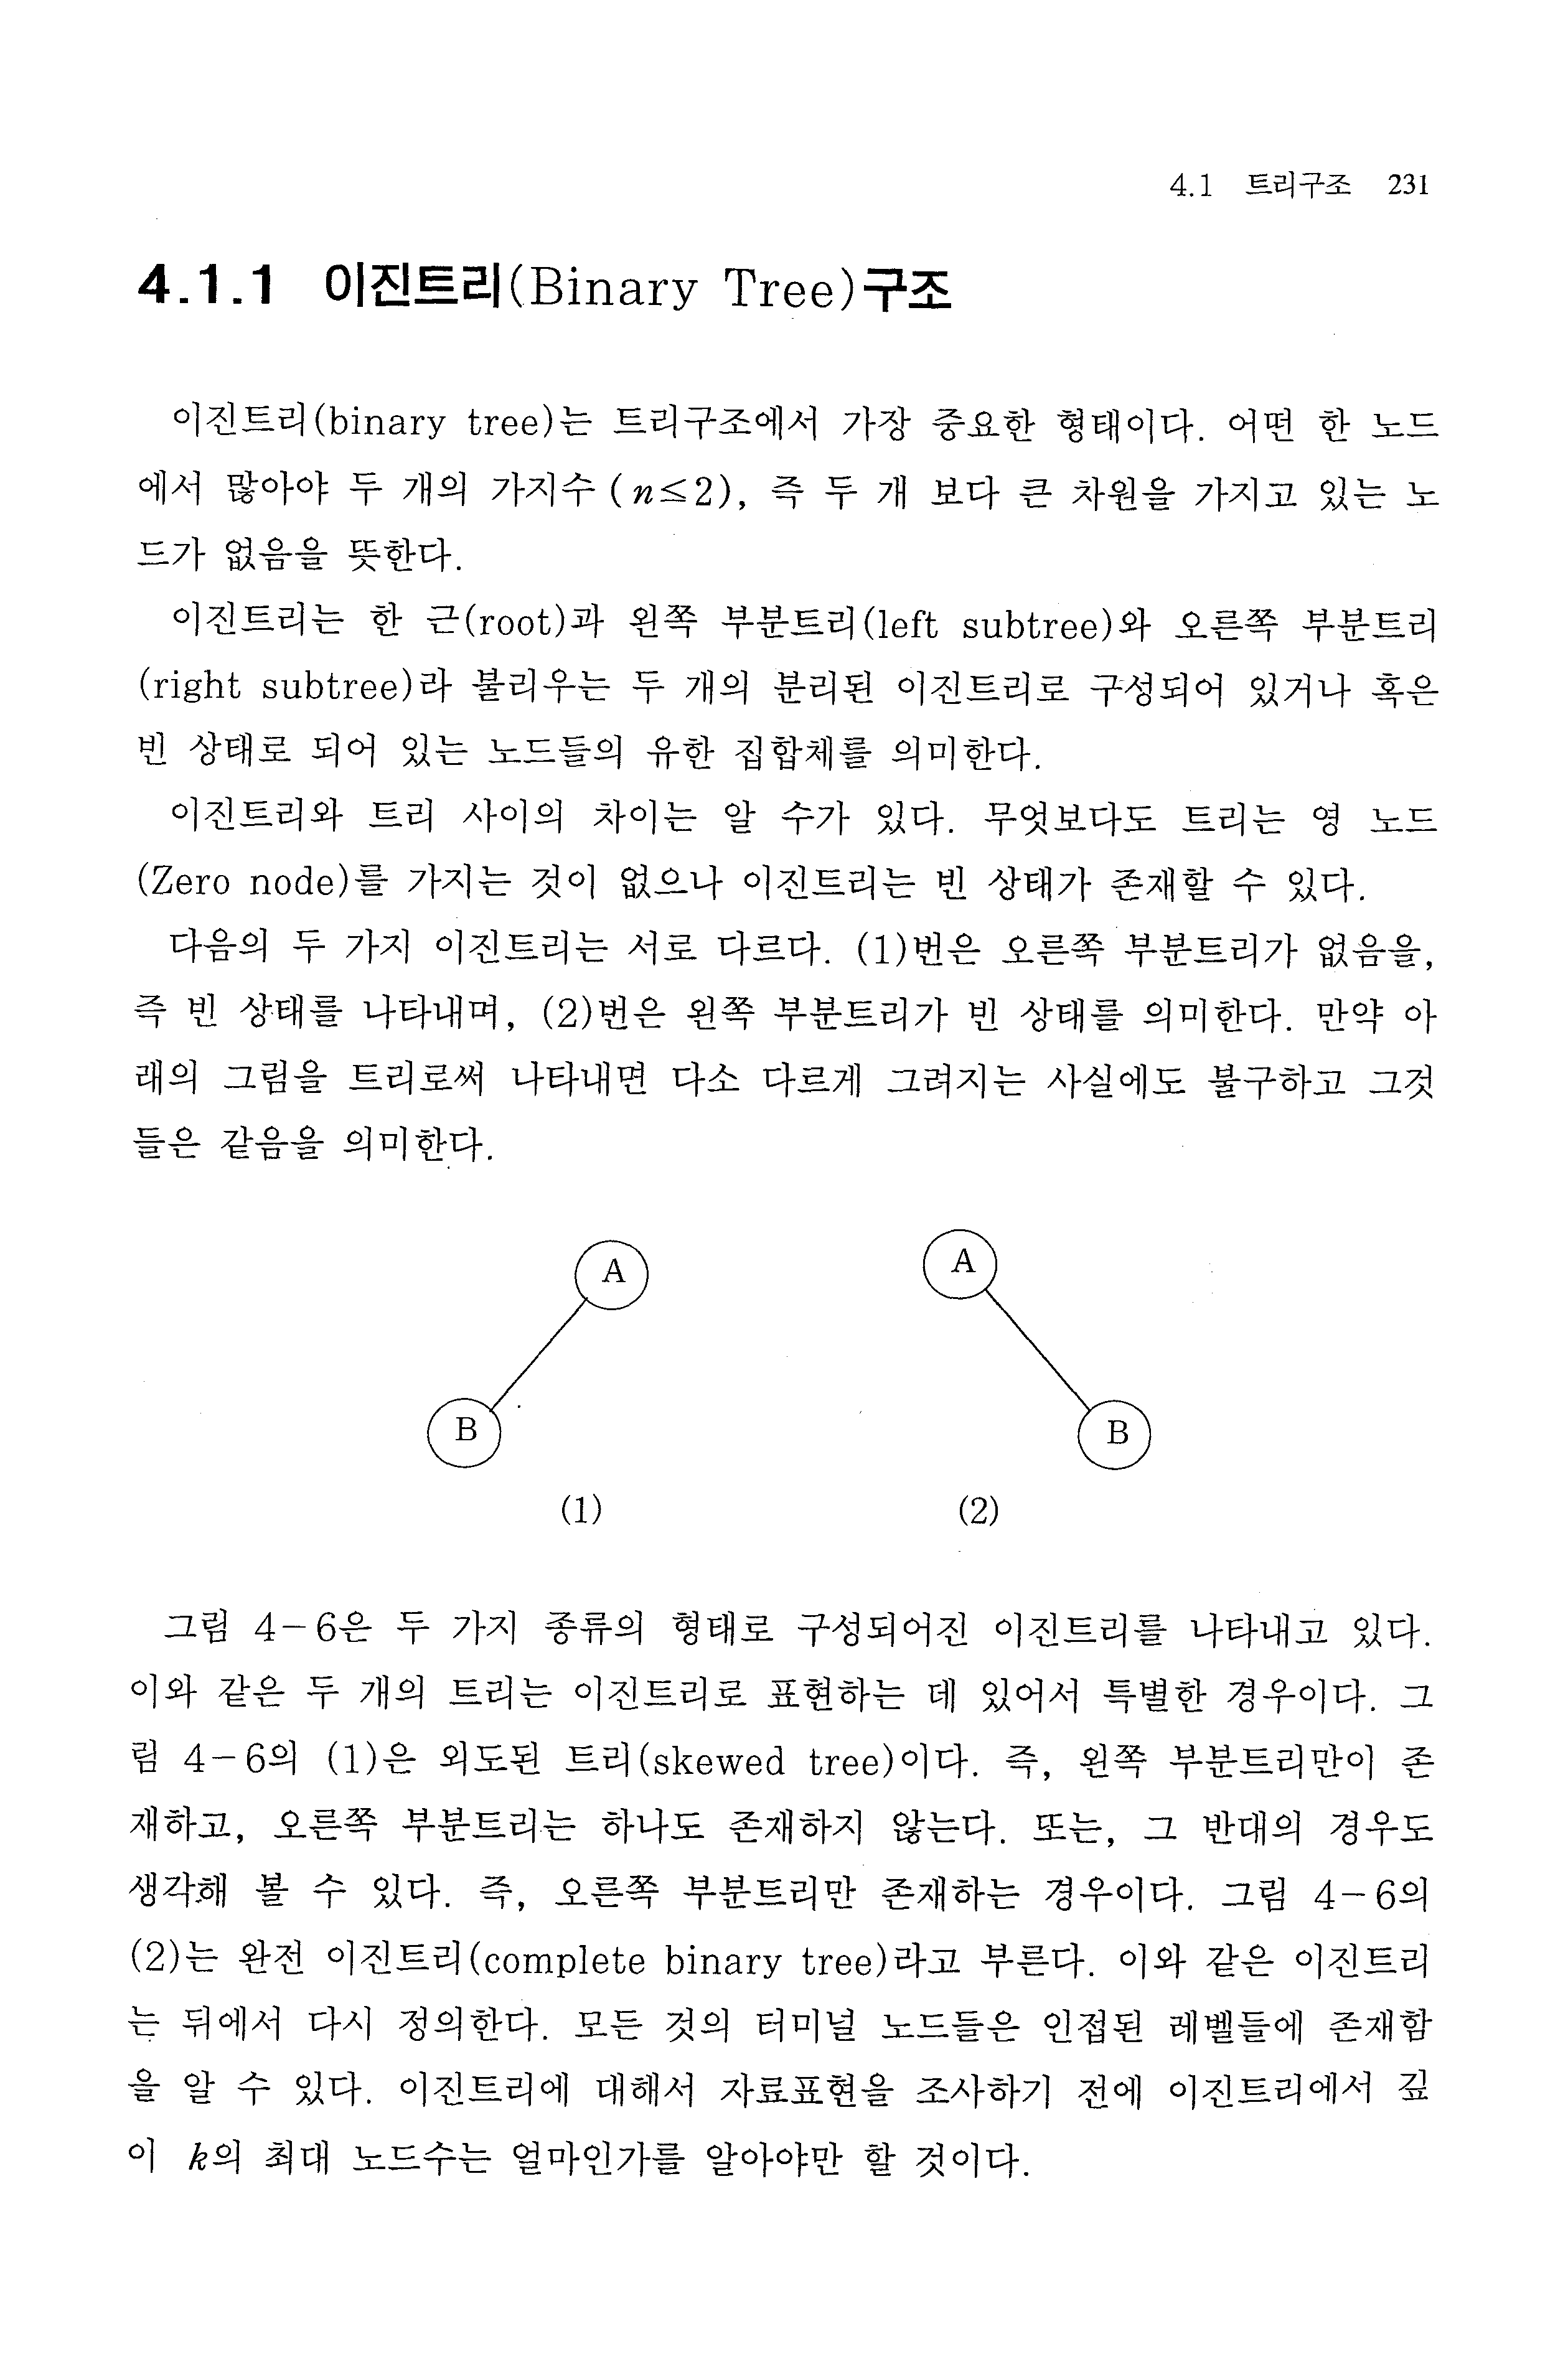 4.1 트리구조 231
4.1.1 이진트리(Binary Tree)구조
이진트리(binary tree)는 트리구조에서 가장 중요한 형태이다. 어떤 한 노드
에서 많아야 두 개의 가지수(n≤2), 즉 두 개 보다 큰 차원을 가지고 있는 노
드가 없음을 뜻한다.
이진트리는 한 근(root)과 왼쪽 부분트리(left subtree)와 오른쪽 부분트리
(right subtree)라 불리우는 두 개의 분리된 이진트리로 구성되어 있거나 혹은
빈 상태로 되어 있는 노드들의 유한 집합체를 의미한다.
이진트리와 트리 사이의 차이는 알 수가 있다. 무엇보다도 트리는 영 노드
(Zero node)를 가지는 것이 없으나 이진트리는 빈 상태가 존재할 수 있다.
다음의 두 가지 이진트리는 서로 다르다. (1)번은 오른쪽 부분트리가 없음을,
즉 빈 상태를 나타내며, (2)번은 왼쪽 부분트리가 빈 상태를 의미한다. 만약 아
래의 그림을 트리로써 나타내면 다소 다르게 그려지는 사실에도 불구하고 그것
들은 같음을 의미한다.
A A
B B
(1) (2)
그림 4-6은 두 가지 종류의 형태로 구성되어진 이진트리를 나타내고 있다.
이와 같은 두 개의 트리는 이진트리로 표현하는 데 있어서 특별한 경우이다. 그
림 4-6의 (1)은 외도된 트리(skewed tree)이다. 즉, 왼쪽 부분트리만이 존
재하고, 오른쪽 부분트리는 하나도 존재하지 않는다. 또는, 그 반대의 경우도
생각해 볼 수 있다. 즉, 오른쪽 부분트리만 존재하는 경우이다. 그림 4-6의
(2)는 완전 이진트리(complete binary tree)라고 부른다. 이와 같은 이진트리
는 뒤에서 다시 정의한다. 모든 것의 터미널 노드들은 인접된 레벨들에 존재함
을 알 수 있다. 이진트리에 대해서 자료표현을 조사하기 전에 이진트리에서 깊
이 k의 최대 노드수는 얼마인가를 알아야만 할 것이다.